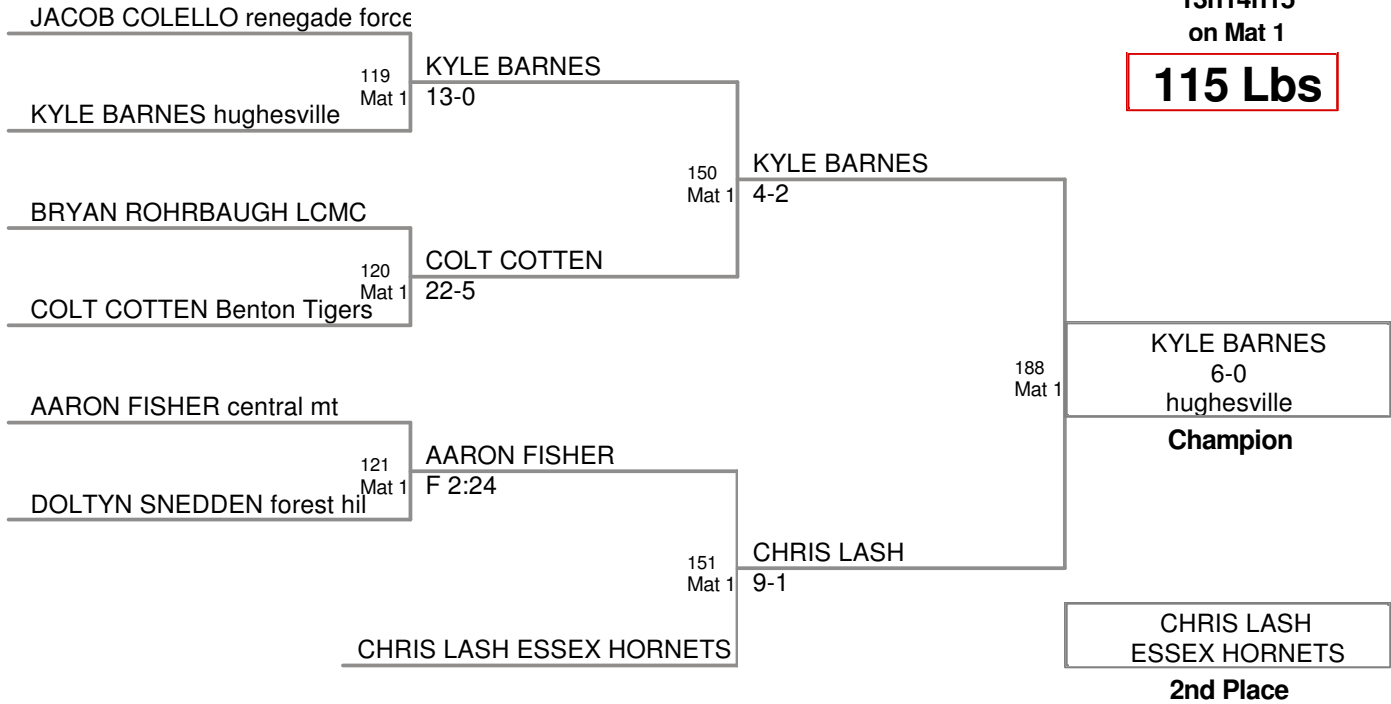 JACOB COLELLO renegade force
on Mat 1
115 Lbs
119
Mat 1
KYLE BARNES
13-0
KYLE BARNES hughesville
150
Mat 1
KYLE BARNES
4-2
BRYAN ROHRBAUGH LCMC
120
Mat 1
COLT COTTEN
22-5
COLT COTTEN Benton Tigers
188
Mat 1
KYLE BARNES
6-0
hughesville
Champion
AARON FISHER central mt
121
Mat 1
AARON FISHER
F 2:24
DOLTYN SNEDDEN forest hil
151
Mat 1
CHRIS LASH
9-1
CHRIS LASH ESSEX HORNETS
CHRIS LASH
ESSEX HORNETS
2nd Place